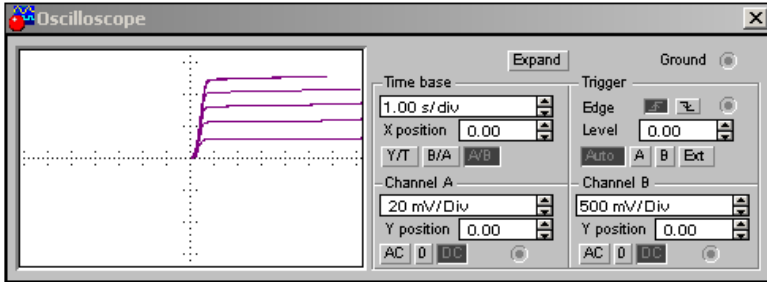 Oscilloscope
Expand
Ground
Time base
1.00 s/div
X position 0.00
Y/T B/A A/B
Trigger
Edge
Level 0.00
Auto A B Ext
Channel A
20 mV/Div
Y position 0.00
AC 0 DC
Channel B
500 mV/Div
Y position 0.00
AC 0 DC